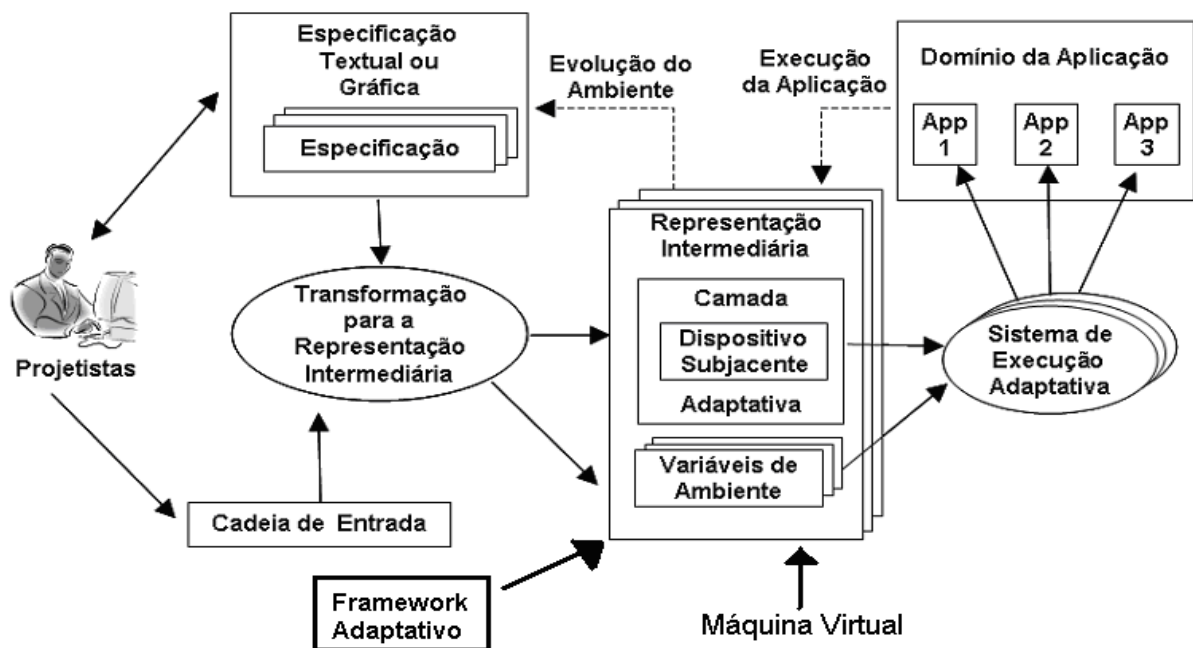 Especificação
Textual ou
Gráfica
Especificação
Evolução do
Ambiente
Execução
da Aplicação
Domínio da Aplicação
App
1
App
2
App
3
Projetistas
Transformação
para a
Representação
Intermediária
Representação
Intermediária
Camada
Dispositivo
Subjacente
Adaptativa
Variáveis de
Ambiente
Sistema de
Execução
Adaptativa
Cadeia de Entrada
Framework
Adaptativo
Máquina Virtual